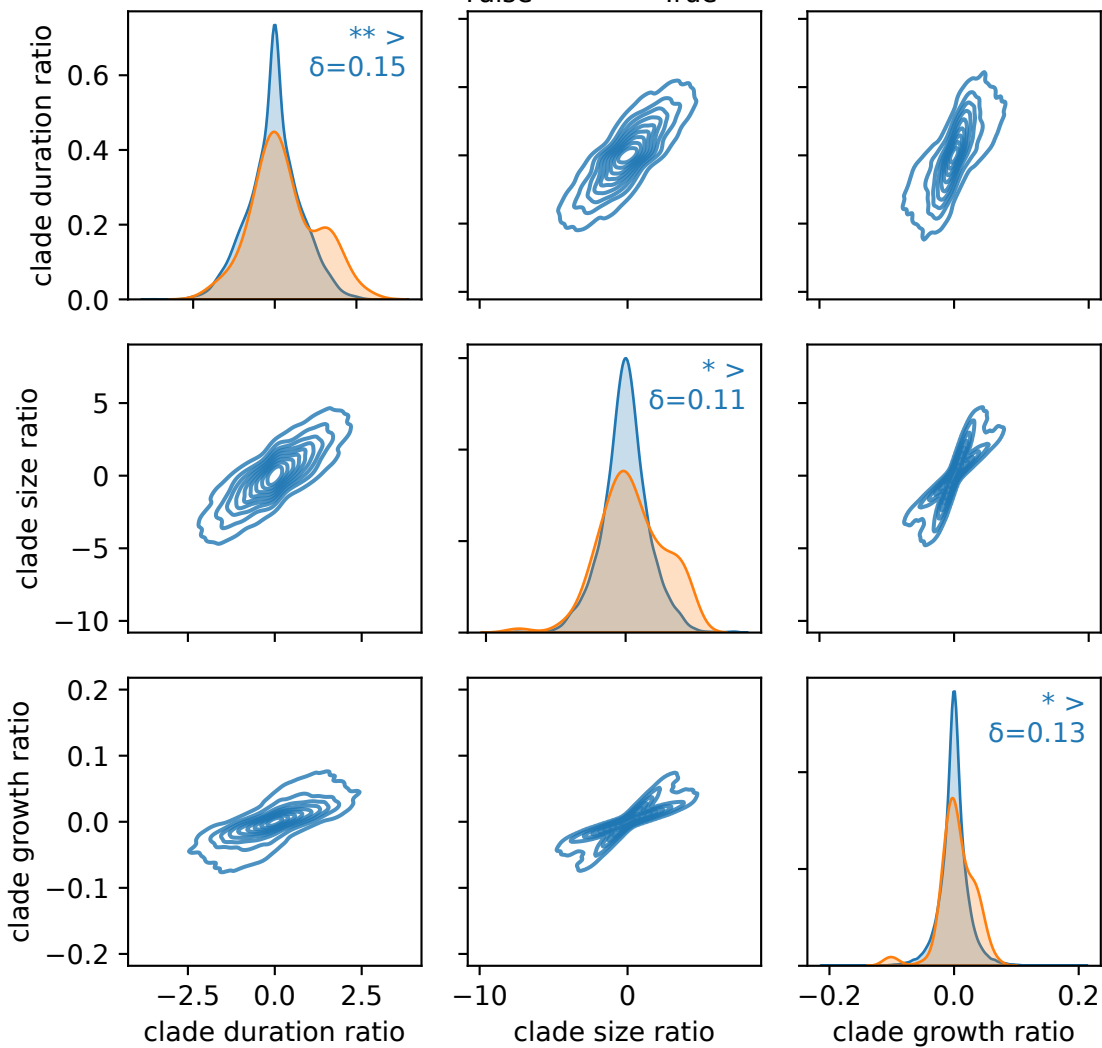 False True
clade duration ratio
0.6
0.4
0.2
0.0
** >
δ=0.15
clade size ratio
5
0
−5
−10
* >
δ=0.11
clade growth ratio
0.2
0.1
0.0
−0.1
−0.2
* >
δ=0.13
−2.5 0.0 2.5 −10 0 −0.2 0.0 0.2
clade duration ratio clade size ratio clade growth ratio